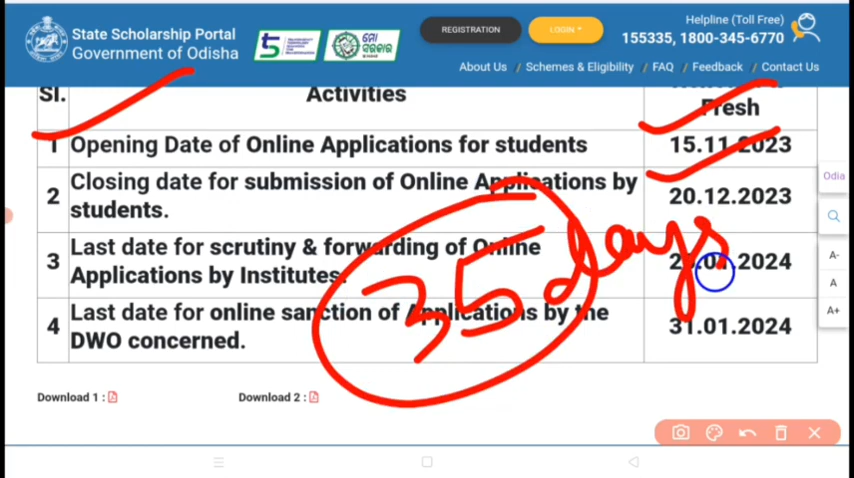 State Scholarship Portal
Government of Odisha
ମୋ
ସରକାର
REGISTRATION
LOGIN
Helpline (Toll Free)
155335, 1800-345-6770
About Us / Schemes & Eligibility / FAQ / Feedback / Contact Us
Sl. Activities Fresh
1 Opening Date of Online Applications for students 15.11.2023
2 Closing date for submission of Online Applications by students. 20.12.2023
3 Last date for scrutiny & forwarding of Online Applications by Institutes.
4 Last date for online sanction of Applications by the DWO concerned. 31.01.2024
35 days
Download 1 :
Download 2 :
Odia
A-
A
A+